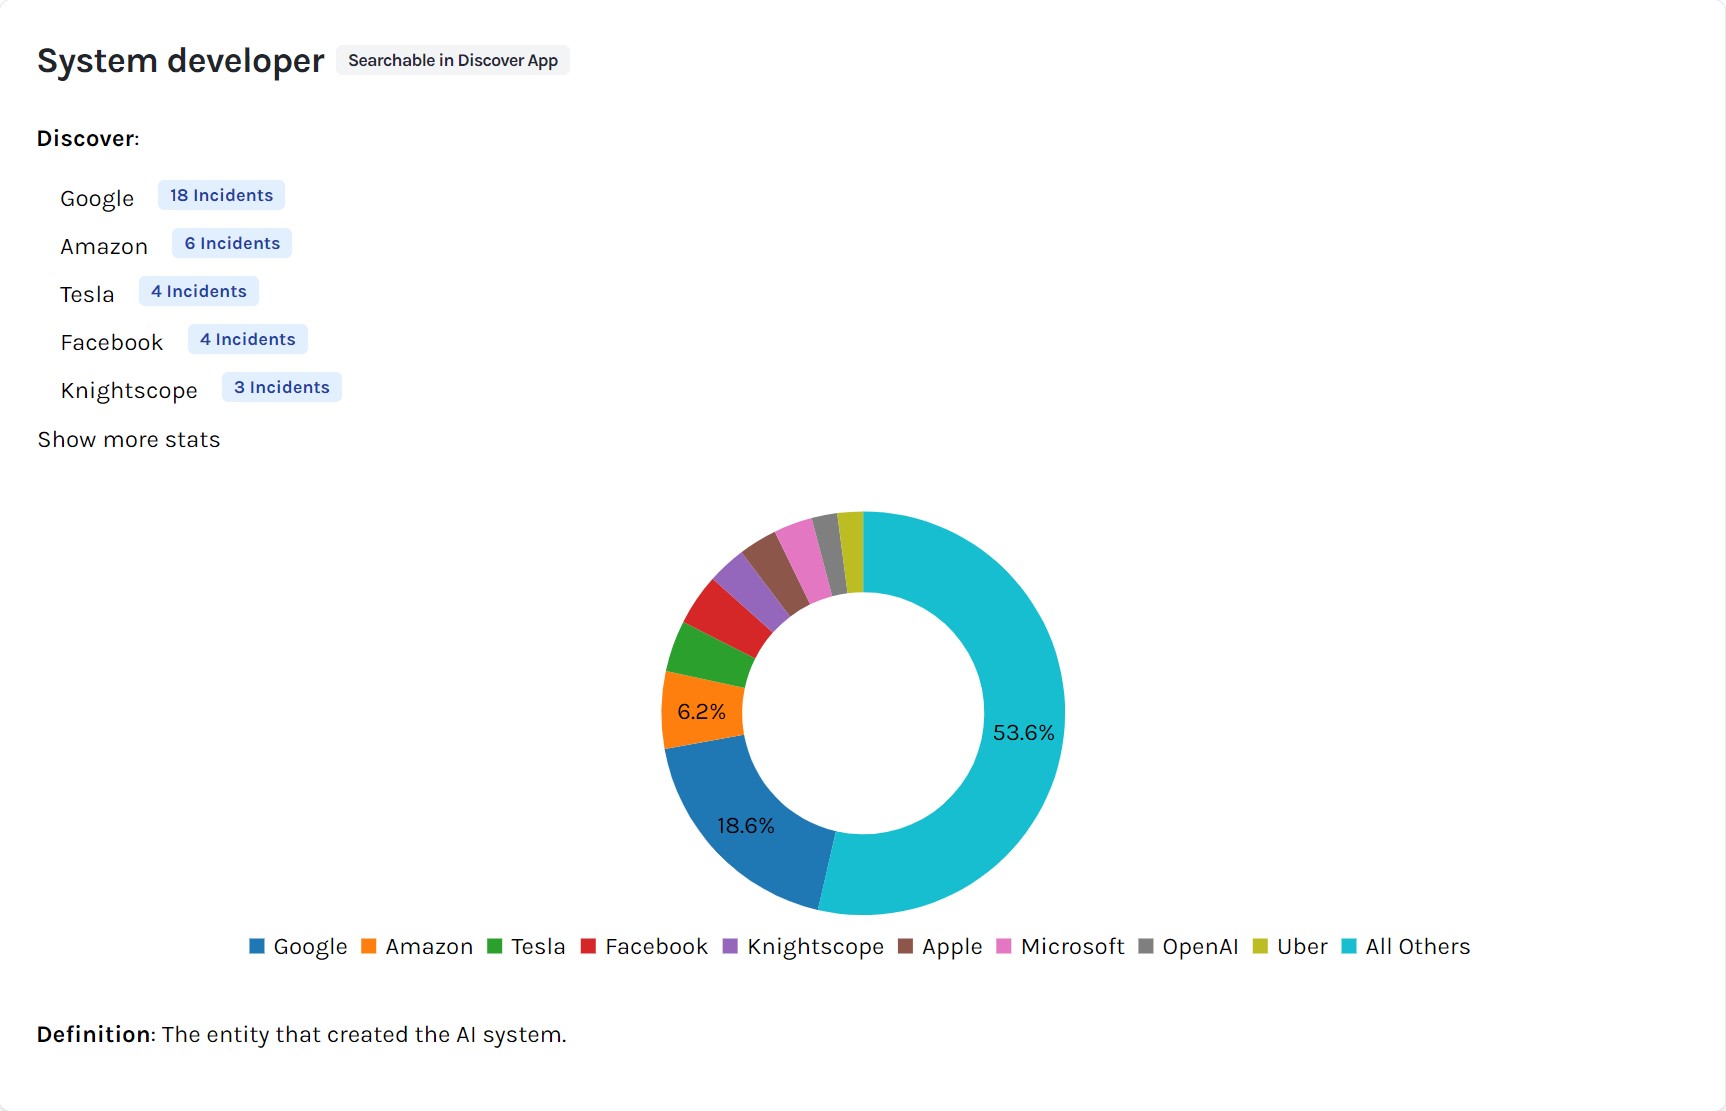 System developer Searchable in Discover App
Discover:
Google 18 Incidents
Amazon 6 Incidents
Tesla 4 Incidents
Facebook 4 Incidents
Knightscope 3 Incidents
Show more stats
6.2%
53.6%
18.6%
Google Amazon Tesla Facebook Knightscope Apple Microsoft OpenAI Uber All Others
Definition: The entity that created the AI system.